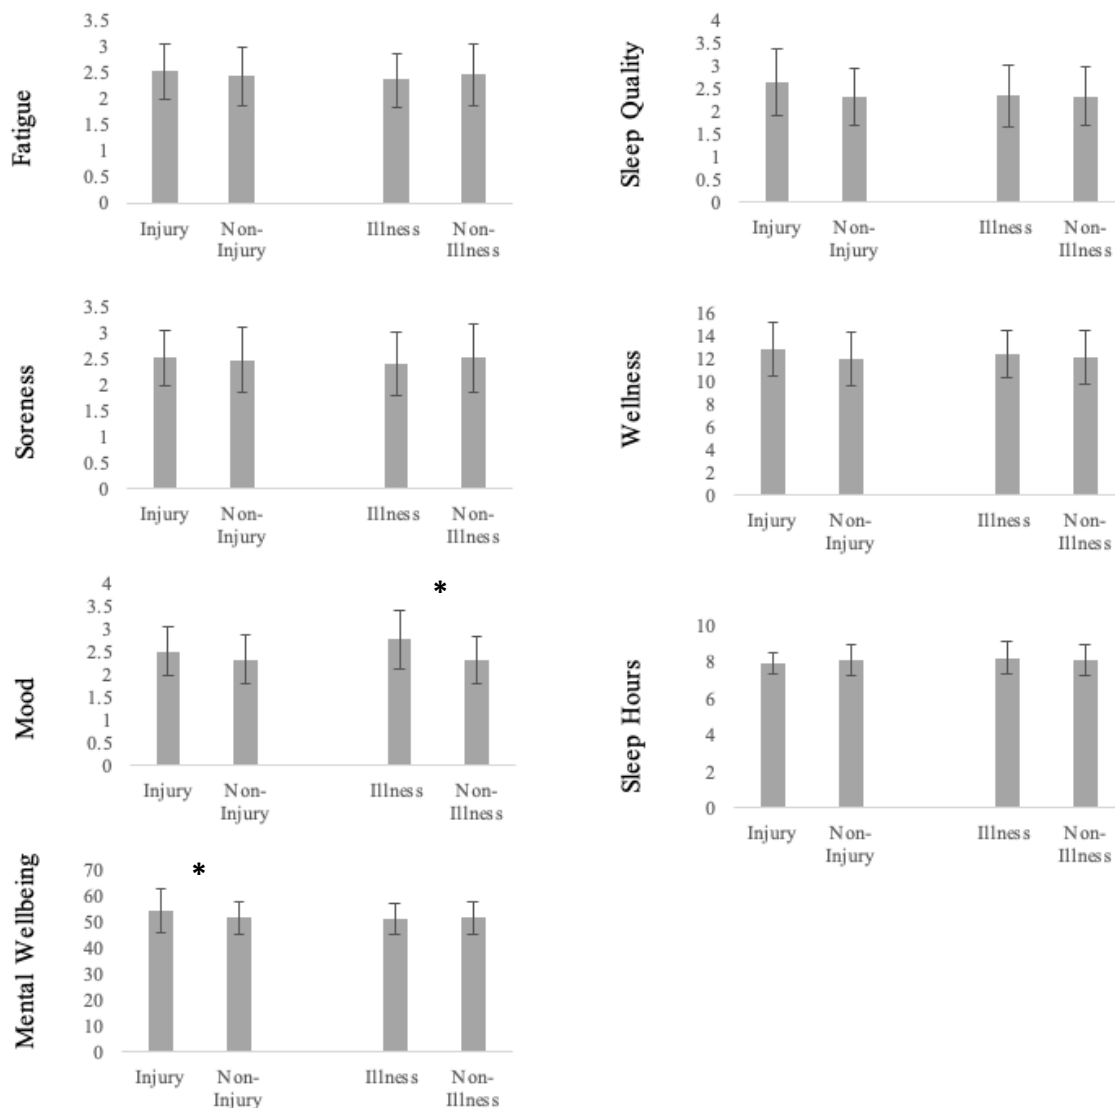 Fatigue
3.5
3
2.5
2
1.5
1
0.5
0
Injury
Non-
Injury
Illness
Non-
Illness
Sleep Quality
4
3.5
3
2.5
2
1.5
1
0.5
0
Injury
Non-
Injury
Illness
Non-
Illness
Soreness
3.5
3
2.5
2
1.5
1
0.5
0
Injury
Non-
Injury
Illness
Non-
Illness
Wellness
16
14
12
10
8
6
4
2
0
Injury
Non-
Injury
Illness
Non-
Illness
Mood
4
3.5
3
2.5
2
1.5
1
0.5
0
*
Injury
Non-
Injury
Illness
Non-
Illness
Sleep Hours
10
8
6
4
2
0
Injury
Non-
Injury
Illness
Non-
Illness
Mental Wellbeing
70
60
50
40
30
20
10
0
*
Injury
Non-
Injury
Illness
Non-
Illness